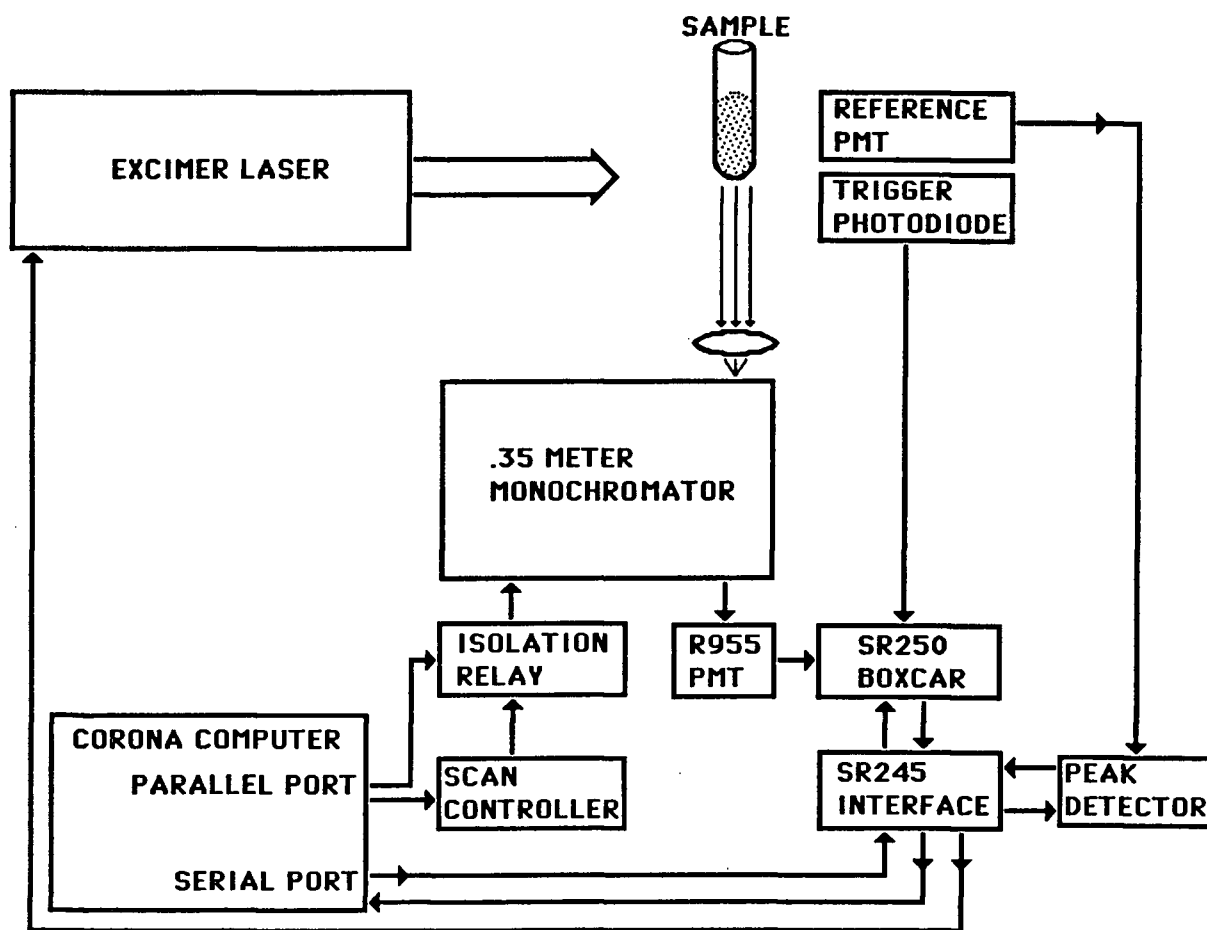 SAMPLE
EXCIMER LASER
REFERENCE
PMT
TRIGGER
PHOTODIODE
.35 METER
MONOCHROMATOR
ISOLATION
RELAY
R955
PMT
SR250
BOXCAR
CORONA COMPUTER
PARALLEL PORT
SERIAL PORT
SCAN
CONTROLLER
SR245
INTERFACE
PEAK
DETECTOR